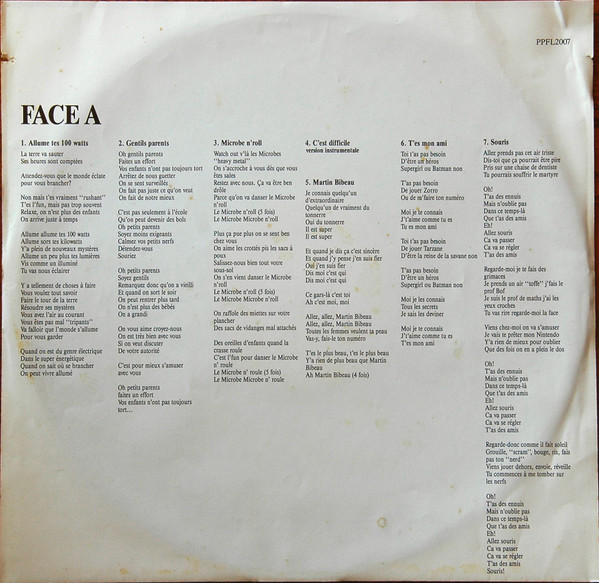 PPFL2007
FACE A
1. Allume tes 100 watts
La terre va sauter
Ses heures sont comptées
Attendez-vous que le monde éclate
pour vous brancher?
Non mais t'es vraiment "rushant"
T'es l'fun, mais pas trop souvent
Relaxe, on n'est plus des enfants
On arrive juste à temps
Allume allume tes 100 watts
Allume allume sors tes kilowatts
Y'a plein de nouveaux mystères
Allume un peu plus tes lumières
Vis comme un illuminé
Tu vas nous éclairer
Y a tellement de choses à faire
Vous voulez tout savoir
Faire le tour de la terre
Résoudre ses mystères
Vous avez l'air au courant
Vous êtes pas mal "tripants"
Va falloir que l'monde s'allume
Pour vous garder
Quand on est du genre électrique
Dans le super énergétique
Quand on sait où se brancher
On peut vivre allumé
2. Gentils parents
Oh gentils parents
Faites un effort
Vos enfants n'ont pas toujours tort
Arrêtez de nous guetter
On se sent surveillés
On fait pas juste ce qu'on veut
On fait de notre mieux
C'est pas seulement à l'école
Qu'on peut devenir des bols
Oh petits parents
Soyez moins exigeants
Calmez vos petits nerfs
Détendez-vous
Souriez
Oh petits parents
Soyez gentils
Remarquez donc qu'on a vieilli
Et quand on sort le soir
On peut rentrer plus tard
On n'est plus des bébés
On a grandi
On vous aime croyez-nous
On est très bien avec vous
Si on veut discuter
De votre autorité
C'est pour mieux s'amuser
avec vous
Oh petits parents
faites un effort
Vos enfants n'ont pas toujours
tort...
3. Microbe n'roll
Watch out v'là les Microbes
"heavy metal"
On s'accroche à vous dès que vous
êtes sales
Restez avec nous. Ça va être ben
drôle
Parce qu'on va danser le Microbe
n'roll
Le Microbe n'roll (5 fois)
Le Microbe Microbe n'roll
Plus ça pue plus on se sent ben
chez vous
On aime les crottés pis les sacs à
poux
Salissez-nous bien tout votre
sous-sol
On s'en vient danser le Microbe
n'roll
Le Microbe n'roll (5 fois)
Le Microbe Microbe n'roll
On raffole des miettes sur votre
plancher
Des sacs de vidanges mal attachés
Des oreilles d'enfants quand la
crasse roule
C'est l'fun pour danser le Microbe
n' roule
Le Microbe n' roule (5 fois)
Le Microbe Microbe n' roule
4. C'est difficile
version instrumentale
5. Martin Bibeau
Je connais quelqu'un
d'extraordinaire
Quelqu'un de vraiment du
tonnerre
Oui du tonnerre
Il est super
Il est super
Et quand je dis ça c'est sincère
Et quand j'y pense j'en suis fier
Oui j'en suis fier
Dis moi c'est qui
Dis moi c'est qui
Ce gars-là c'est toi
Ah c'est moi, moi
Allez, allez, Martin Bibeau
Allez, allez, Martin Bibeau
Toutes les femmes veulent ta peau
Vas-y, fais-le ton numéro
T'es le plus beau, t'es le plus beau
Y'a rien de plus beau que Martin
Bibeau
Ah Martin Bibeau (4 fois)
6. T'es mon ami
Toi t'as pas besoin
D'être un héros
Supergirl ou Batman non
T'as pas besoin
De jouer Zorro
Ou de m'faire ton numéro
Moi je te connais
J't'aime comme tu es
Tu es mon ami
Toi t'as pas besoin
De jouer Tarzane
D'être la reine de la savane non
T'as pas besoin
D'être un héros
Supergirl ou Batman non
Moi je te connais
Tous les secrets
Je sais les deviner
Moi je te connais
J't'aime comme tu es
T'es mon ami
7. Souris
Aller prends pas cet air triste
Dis-toi que ça pourrait être pire
Pris sur une chaise de dentiste
Tu pourrais souffrir le martyre
Oh!
T'as des ennuis
Mais n'oublie pas
Dans ce temps-là
Que t'as des amis
Eh!
Allez souris
Ca va passer
Ca va se régler
T'as des amis
Regarde-moi je te fais des
grimaces
Je prends un air "toffe" j'fais le
prof Bof
Je suis le prof de maths j'ai les
yeux croches
Tu vas rire regarde-moi la face
Viens chez-moi on va s'amuser
Je vais te prêter mon Nintendo
Y'a rien de mieux pour oublier
Que des fois on en a plein le dos
Oh!
T'as des ennuis
Mais n'oublie pas
Dans ce temps-là
Que t'as des amis
Eh!
Allez souris
Ca va passer
Ca va se régler
T'as des amis
Regarde-donc comme il fait soleil
Grouille, "scram", bouge, ris, fais
pas ton "nerd"
Viens jouer dehors, envoie, réveille
Tu commences à me tomber sur
les nerfs
Oh!
T'as des ennuis
Mais n'oublie pas
Dans ce temps-là
Que t'as des amis
Eh!
Allez souris
Ca va passer
Ca va se régler
T'as des amis
Souris!